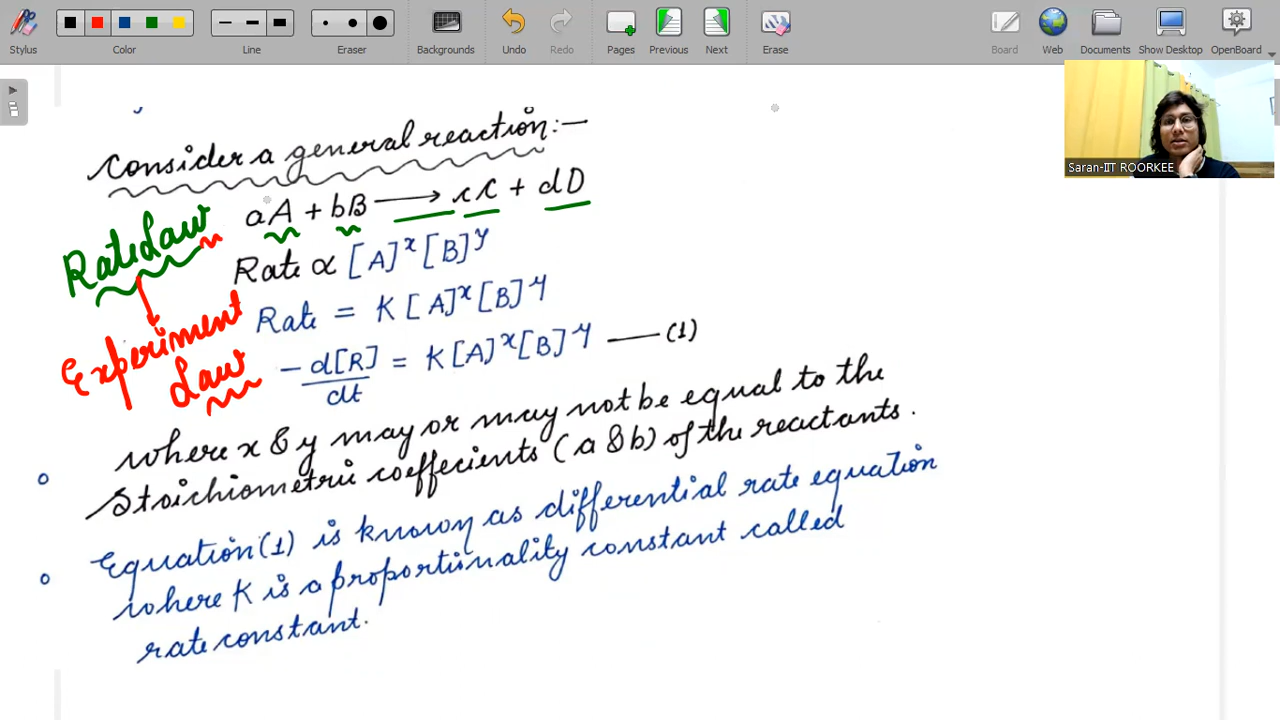 Stylus
Color
Line
Eraser
Backgrounds
Undo
Redo
Pages
Previous
Next
Erase
Board
Web
Documents
Show Desktop
OpenBoard
Saran-IIT ROORKEE
Consider a general reaction:—
aA + bB ⟶ cC + dD
Rate Law
Rate ∝ [A]^x [B]^y
Experiment
Law
Rate = K [A]^x [B]^y
-d[R]/dt = K [A]^x [B]^y —— (1)
where x & y may or may not be equal to the
Stoichiometric coeffecients (a & b) of the reactants.
Equation (1) is known as differential rate equation
where K is a proportionality constant called
rate constant.